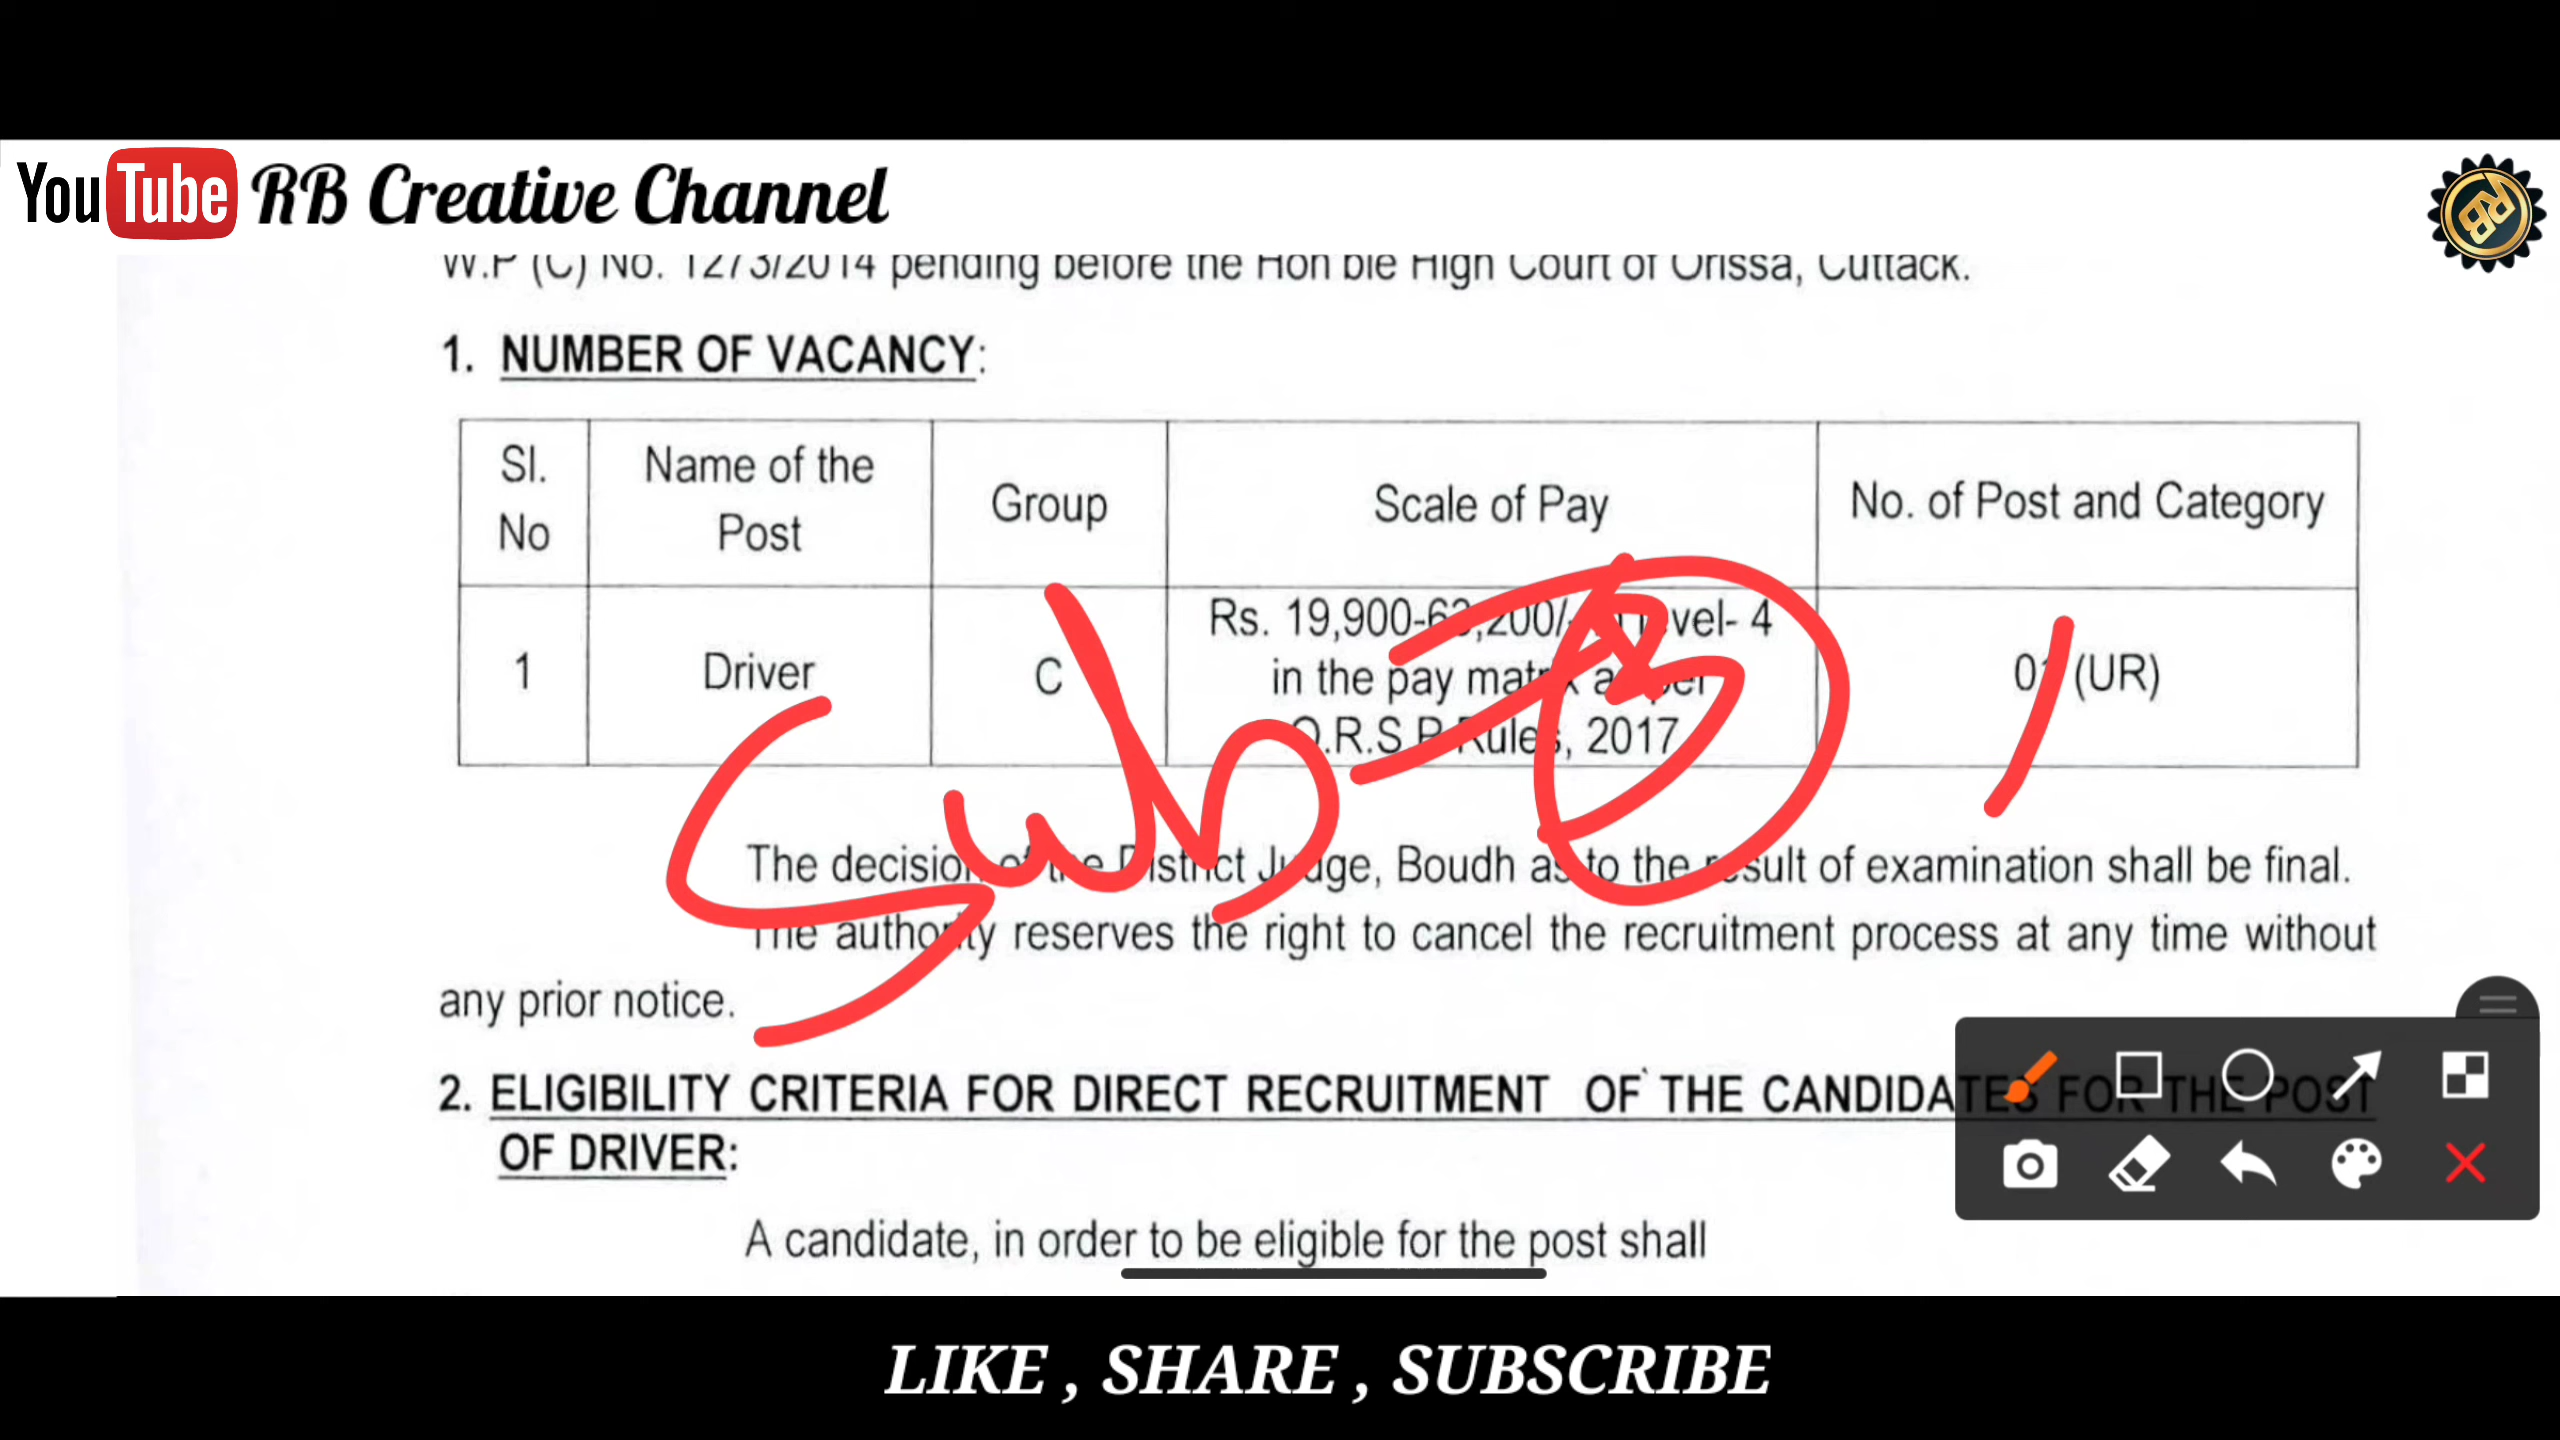 YouTube RB Creative Channel
RB
W.P (C) No. 1273/2014 pending before the Hon'ble High Court of Orissa, Cuttack.
1. NUMBER OF VACANCY:
Sl. No Name of the Post Group Scale of Pay No. of Post and Category
1 Driver C Rs. 19,900-63,200/- Level- 4 01 (UR)
in the pay matrix as per
O.R.S.P Rules, 2017
Sub-
The decision of the District Judge, Boudh as to the result of examination shall be final.
The authority reserves the right to cancel the recruitment process at any time without
any prior notice.
2. ELIGIBILITY CRITERIA FOR DIRECT RECRUITMENT OF THE CANDIDATES FOR THE POST
OF DRIVER:
A candidate, in order to be eligible for the post shall
LIKE , SHARE , SUBSCRIBE